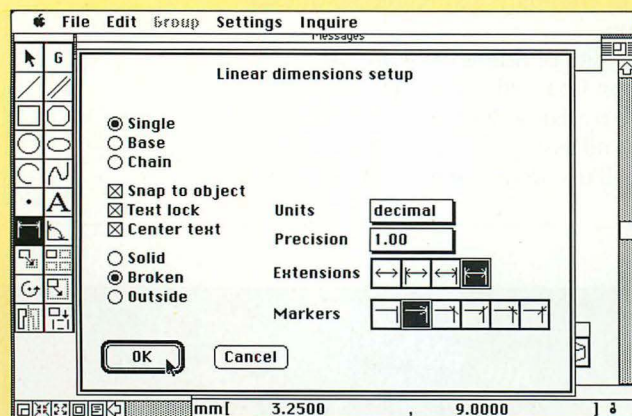 File Edit Group Settings Inquire
Messages
G
Linear dimensions setup
Single
Base
Chain
Snap to object
Text lock
Center text
Solid
Broken
Outside
Units decimal
Precision 1.00
Extensions
Markers
A
OK Cancel
mm[ 3.2500 , 9.0000 ]